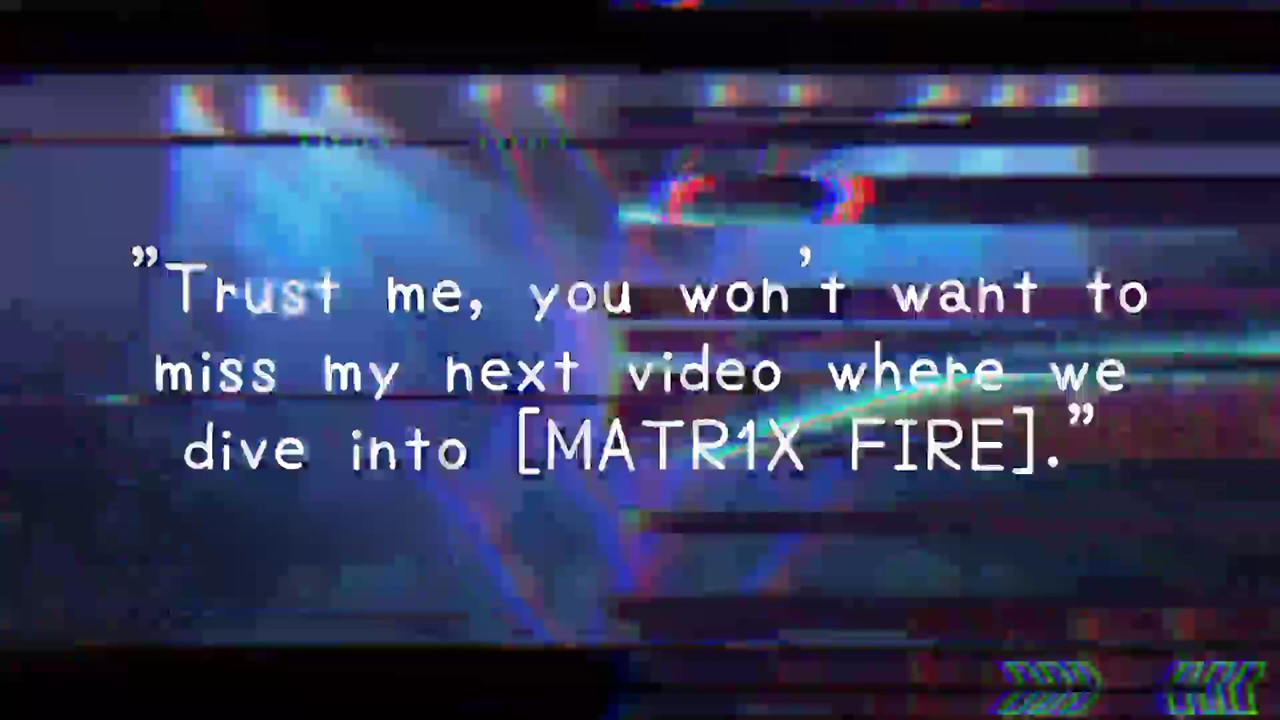 ”Trust me, you won’t want to
miss my next video where we
dive into [MATR1X FIRE].”